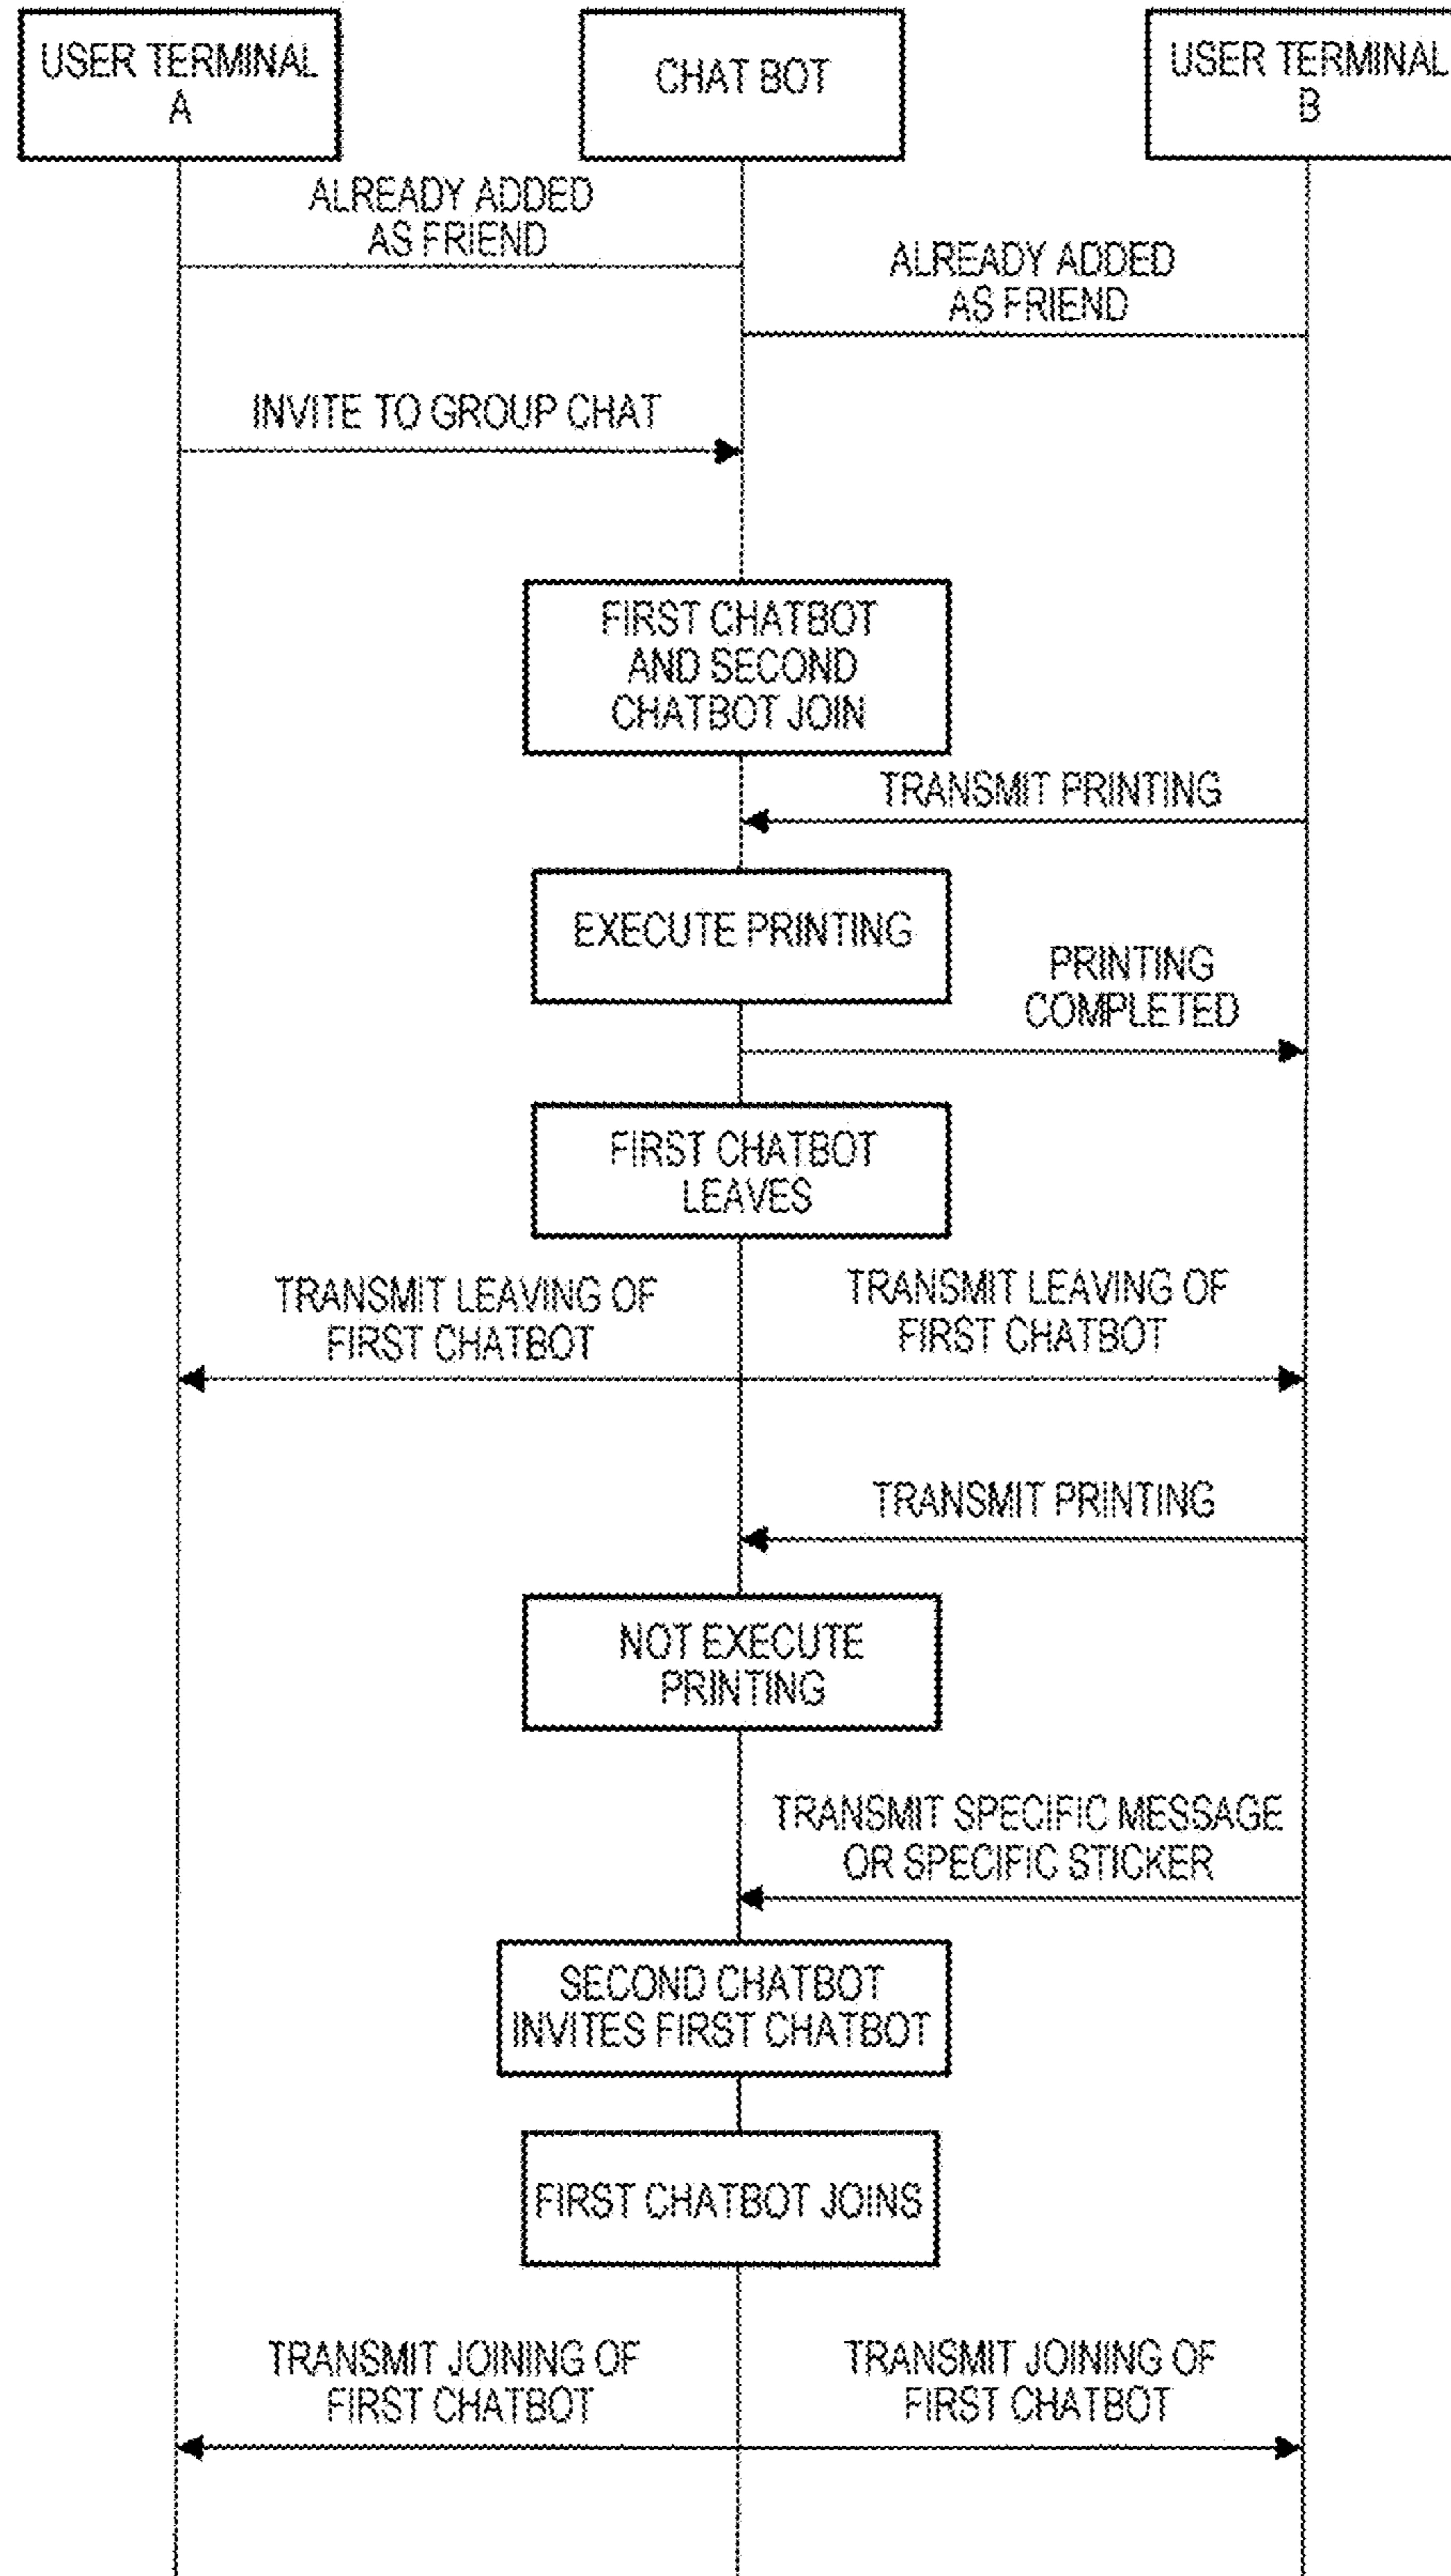 USER TERMINAL
A
CHAT BOT
USER TERMINAL
B
ALREADY ADDED
AS FRIEND
ALREADY ADDED
AS FRIEND
INVITE TO GROUP CHAT
FIRST CHATBOT
AND SECOND
CHATBOT JOIN
TRANSMIT PRINTING
EXECUTE PRINTING
PRINTING
COMPLETED
FIRST CHATBOT
LEAVES
TRANSMIT LEAVING OF
FIRST CHATBOT
TRANSMIT LEAVING OF
FIRST CHATBOT
TRANSMIT PRINTING
NOT EXECUTE
PRINTING
TRANSMIT SPECIFIC MESSAGE
OR SPECIFIC STICKER
SECOND CHATBOT
INVITES FIRST CHATBOT
FIRST CHATBOT JOINS
TRANSMIT JOINING OF
FIRST CHATBOT
TRANSMIT JOINING OF
FIRST CHATBOT